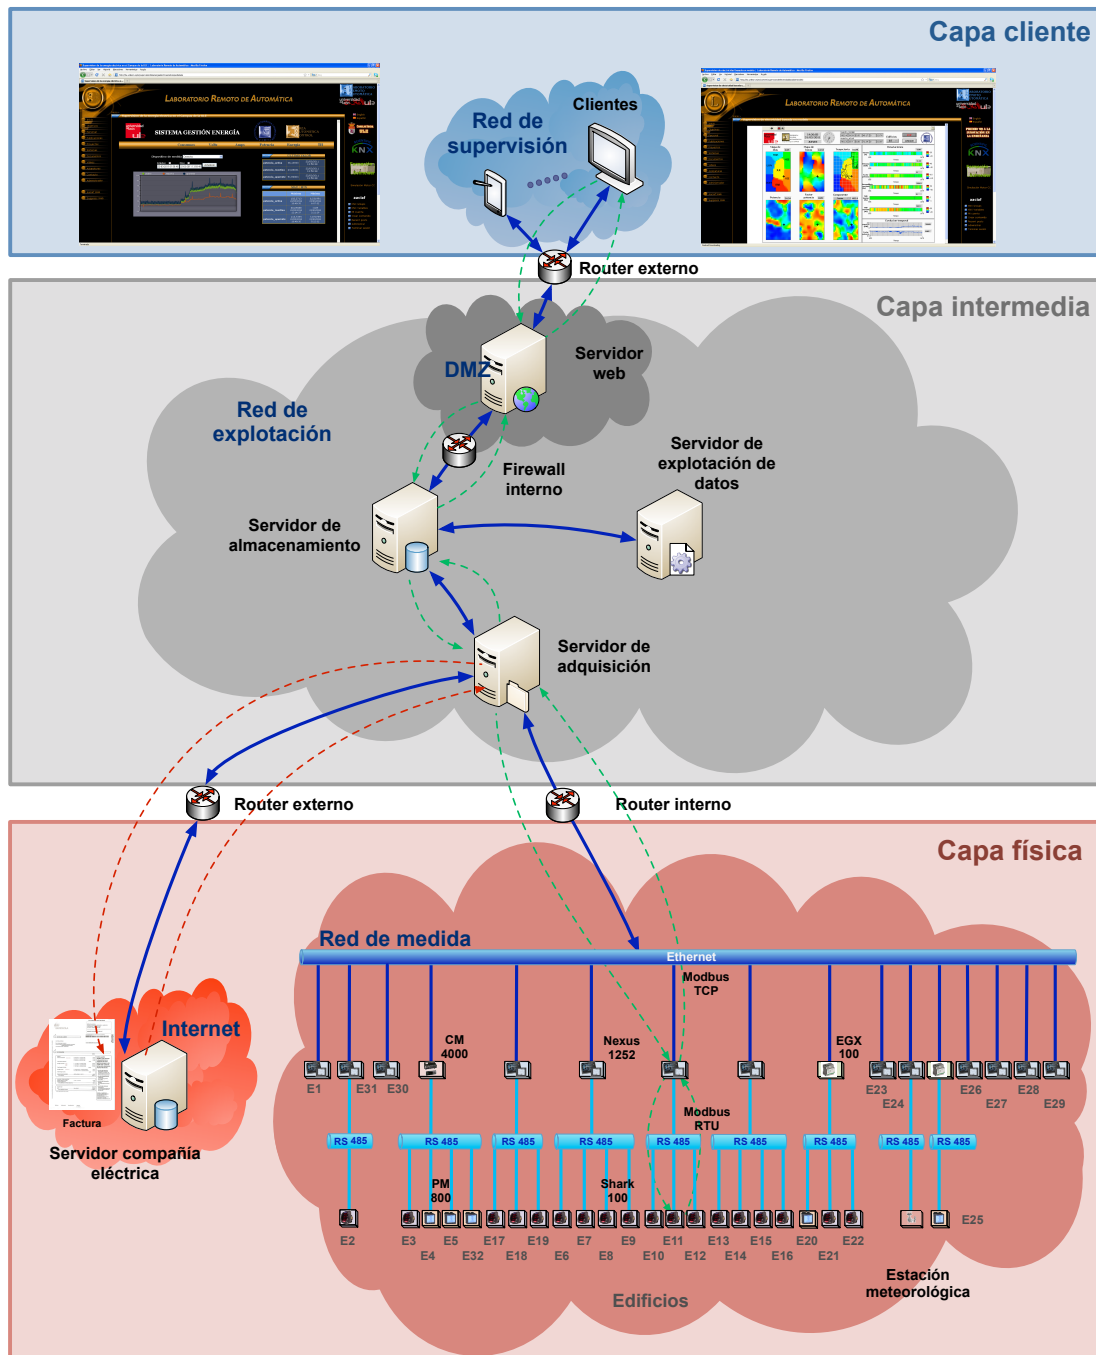 Capa cliente
LABORATORIO REMOTO DE AUTOMÁTICA
SISTEMA GESTIÓN ENERGÍA
KNX
social
Clientes
Red de
supervisión
LABORATORIO REMOTO DE AUTOMÁTICA
KNX
social
Router externo
Capa intermedia
DMZ
Servidor
web
Red de
explotación
Firewall
interno
Servidor de
explotación de
datos
Servidor de
almacenamiento
Servidor de
adquisición
Router externo
Router interno
Capa física
Red de medida
Ethernet
Modbus
TCP
Internet
Factura
Servidor compañía
eléctrica
CM
4000
Nexus
1252
EGX
100
E1
E31
E30
E23
E24
E26
E27
E28
E29
Modbus
RTU
RS 485
RS 485
RS 485
RS 485
RS 485
RS 485
RS 485
RS 485
RS 485
PM
800
Shark
100
E2
E3
E4
E5
E32
E17
E18
E19
E6
E7
E8
E9
E10
E11
E12
E13
E14
E15
E16
E20
E21
E22
E25
Estación
meteorológica
Edificios